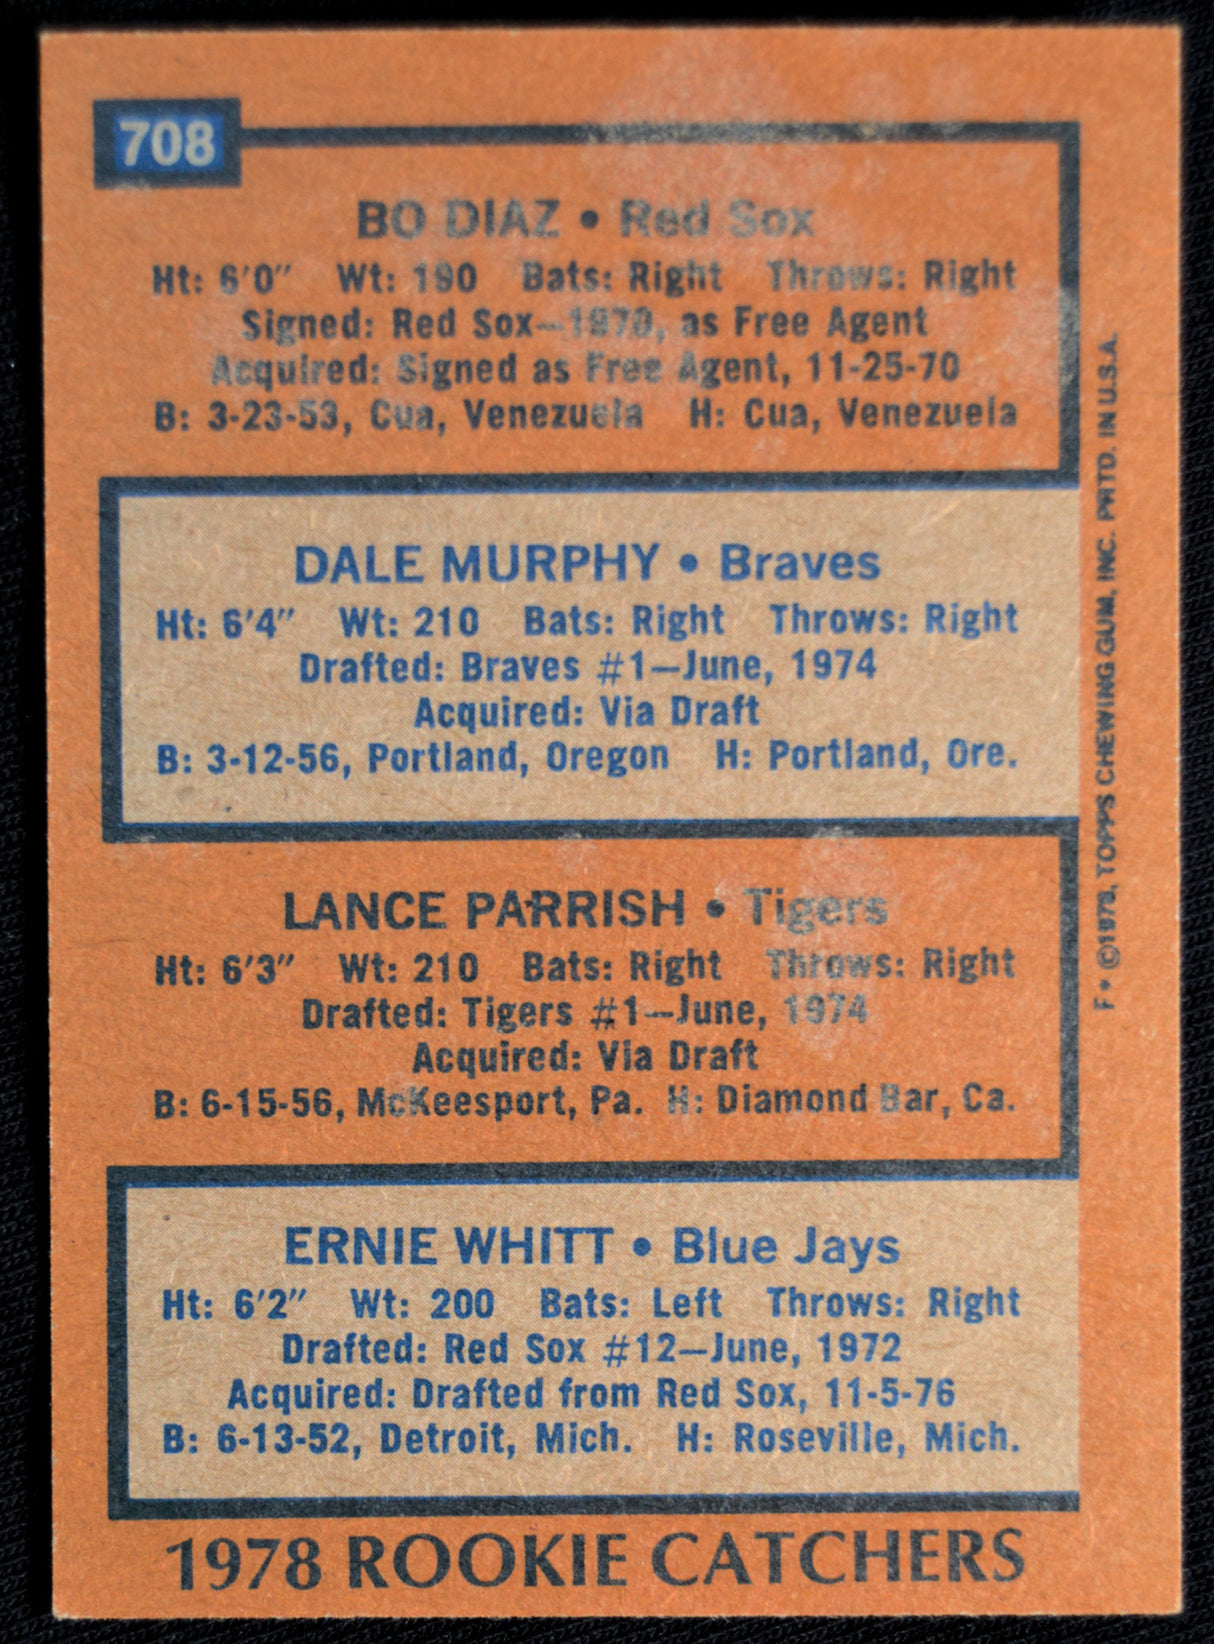 708
BO DIAZ • Red Sox
Ht: 6'0" Wt: 190 Bats: Right Throws: Right
Signed: Red Sox—1970, as Free Agent
Acquired: Signed as Free Agent, 11-25-70
B: 3-23-53, Cua, Venezuela H: Cua, Venezuela
DALE MURPHY • Braves
Ht: 6'4" Wt: 210 Bats: Right Throws: Right
Drafted: Braves #1—June, 1974
Acquired: Via Draft
B: 3-12-56, Portland, Oregon H: Portland, Ore.
LANCE PARRISH • Tigers
Ht: 6'3" Wt: 210 Bats: Right Throws: Right
Drafted: Tigers #1—June, 1974
Acquired: Via Draft
B: 6-15-56, McKeesport, Pa. H: Diamond Bar, Ca.
ERNIE WHITT • Blue Jays
Ht: 6'2" Wt: 200 Bats: Left Throws: Right
Drafted: Red Sox #12—June, 1972
Acquired: Drafted from Red Sox, 11-5-76
B: 6-13-52, Detroit, Mich. H: Roseville, Mich.
1978 ROOKIE CATCHERS
F* ©1978, TOPPS CHEWING GUM, INC. PRTD. IN U.S.A.